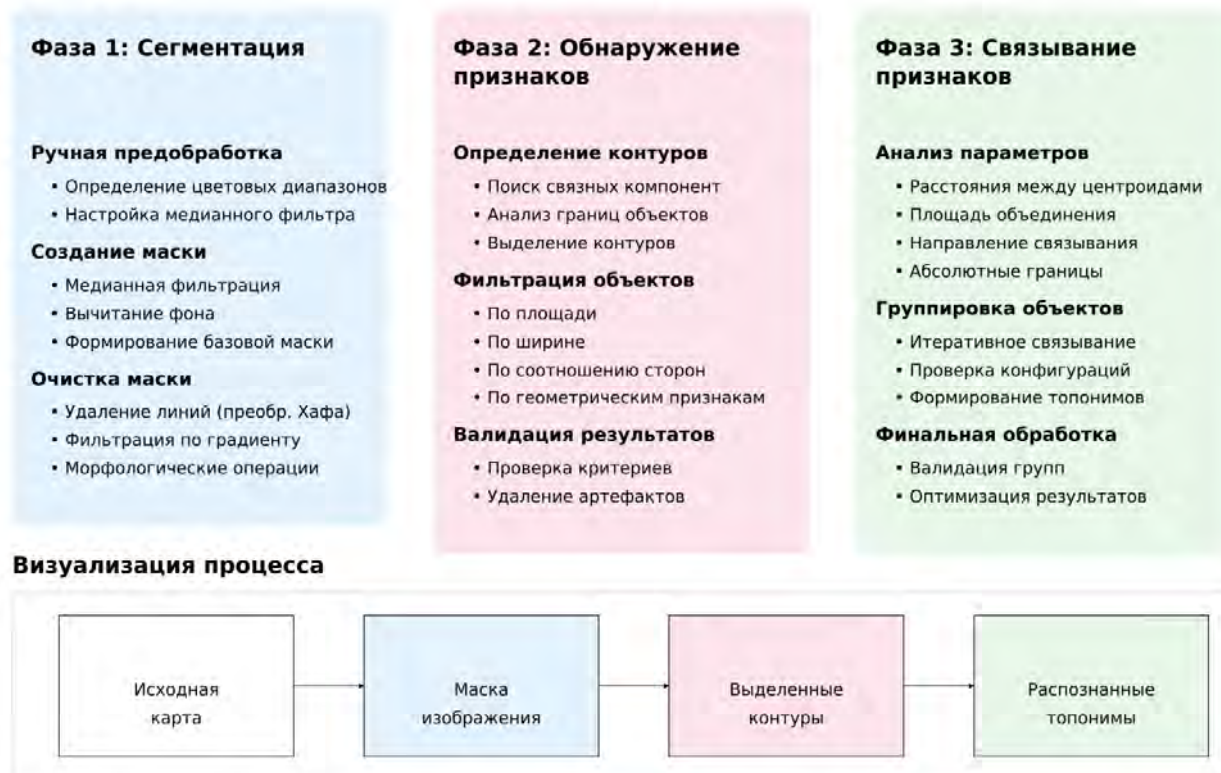 Фаза 1: Сегментация
Ручная предобработка
• Определение цветовых диапазонов
• Настройка медианного фильтра
Создание маски
• Медианная фильтрация
• Вычитание фона
• Формирование базовой маски
Очистка маски
• Удаление линий (преобр. Хафа)
• Фильтрация по градиенту
• Морфологические операции
Фаза 2: Обнаружение
признаков
Определение контуров
• Поиск связных компонент
• Анализ границ объектов
• Выделение контуров
Фильтрация объектов
• По площади
• По ширине
• По соотношению сторон
• По геометрическим признакам
Валидация результатов
• Проверка критериев
• Удаление артефактов
Фаза 3: Связывание
признаков
Анализ параметров
• Расстояния между центроидами
• Площадь объединения
• Направление связывания
• Абсолютные границы
Группировка объектов
• Итеративное связывание
• Проверка конфигураций
• Формирование топонимов
Финальная обработка
• Валидация групп
• Оптимизация результатов
Визуализация процесса
Исходная
карта
Маска
изображения
Выделенные
контуры
Распознанные
топонимы